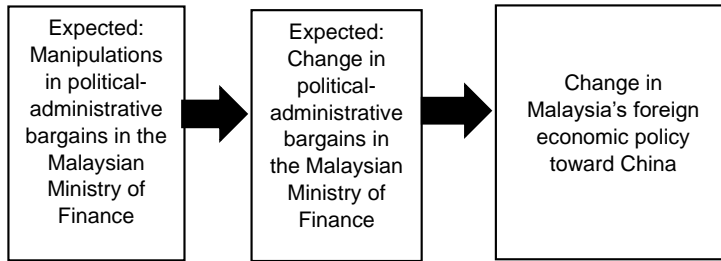 Expected:
Manipulations
in political-
administrative
bargains in the
Malaysian
Ministry of
Finance
Expected:
Change in
political-
administrative
bargains in
the Malaysian
Ministry of
Finance
Change in
Malaysia’s foreign
economic policy
toward China